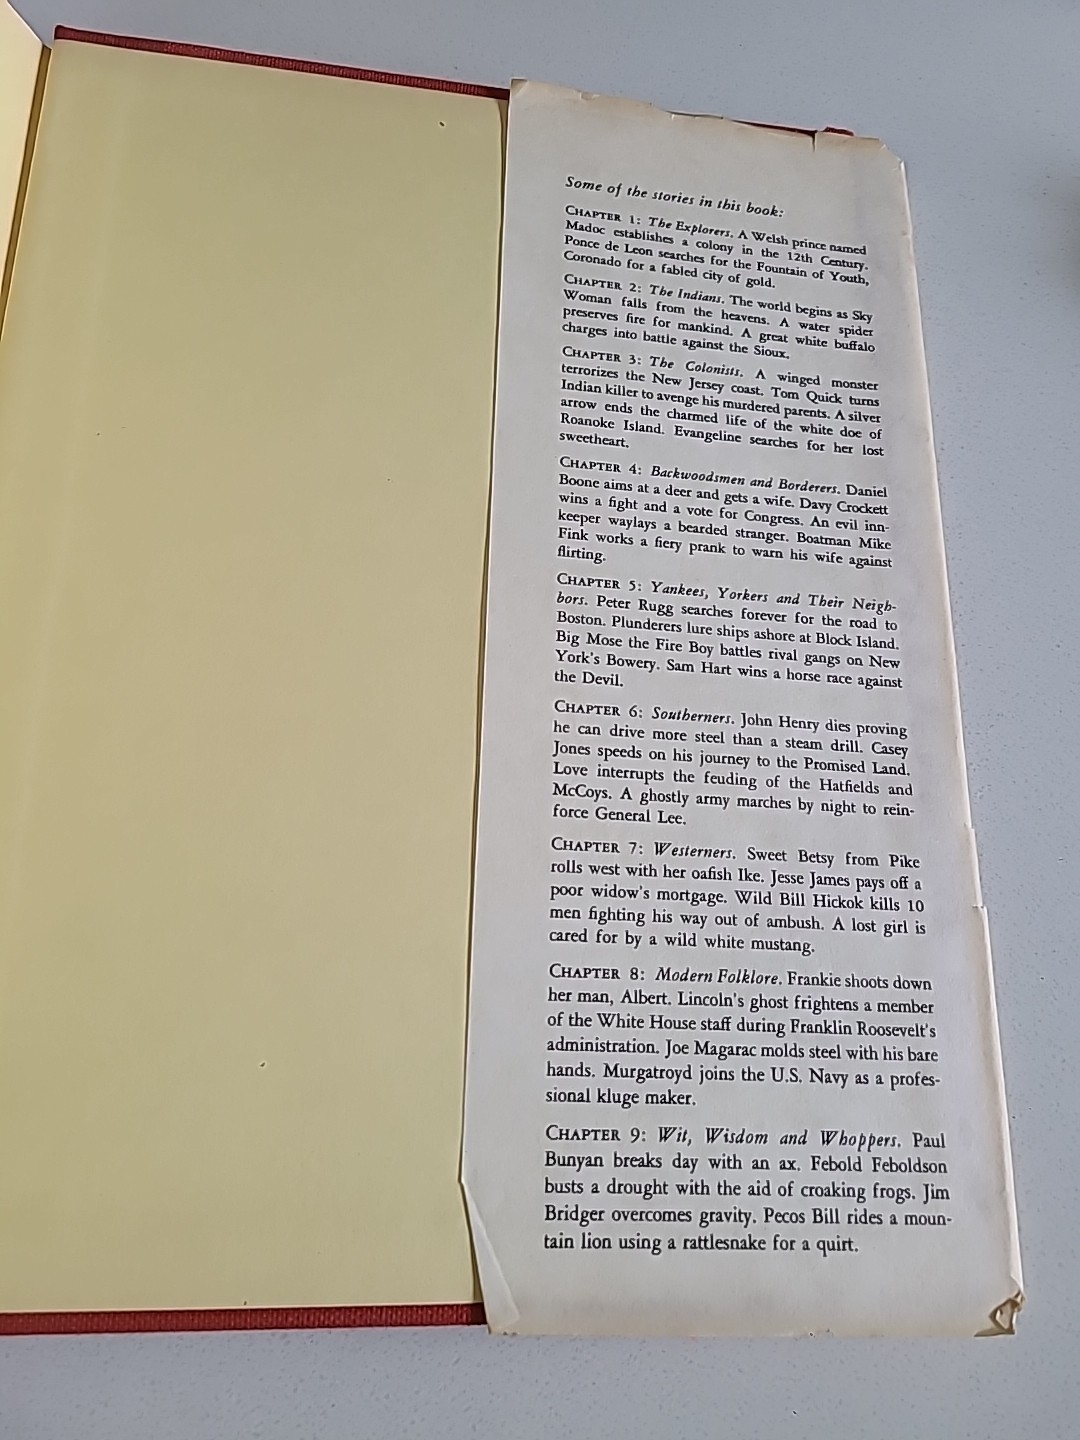 Some of the stories in this book:
CHAPTER 1: The Explorers. A Welsh prince named
Madoc establishes a colony in the 12th Century.
Ponce de Leon searches for the Fountain of Youth,
Coronado for a fabled city of gold.
CHAPTER 2: The Indians. The world begins as Sky
Woman falls from the heavens. A water spider
preserves fire for mankind. A great white buffalo
charges into battle against the Sioux.
CHAPTER 3: The Colonists. A winged monster
terrorizes the New Jersey coast. Tom Quick turns
Indian killer to avenge his murdered parents. A silver
arrow ends the charmed life of the white doe of
Roanoke Island. Evangeline searches for her lost
sweetheart.
CHAPTER 4: Backwoodsmen and Borderers. Daniel
Boone aims at a deer and gets a wife. Davy Crockett
wins a fight and a vote for Congress. An evil inn-
keeper waylays a bearded stranger. Boatman Mike
Fink works a fiery prank to warn his wife against
flirting.
CHAPTER 5: Yankees, Yorkers and Their Neigh-
bors. Peter Rugg searches forever for the road to
Boston. Plunderers lure ships ashore at Block Island.
Big Mose the Fire Boy battles rival gangs on New
York's Bowery. Sam Hart wins a horse race against
the Devil.
CHAPTER 6: Southerners. John Henry dies proving
he can drive more steel than a steam drill. Casey
Jones speeds on his journey to the Promised Land.
Love interrupts the feuding of the Hatfields and
McCoys. A ghostly army marches by night to rein-
force General Lee.
CHAPTER 7: Westerners. Sweet Betsy from Pike
rolls west with her oafish Ike. Jesse James pays off a
poor widow's mortgage. Wild Bill Hickok kills 10
men fighting his way out of ambush. A lost girl is
cared for by a wild white mustang.
CHAPTER 8: Modern Folklore. Frankie shoots down
her man, Albert. Lincoln's ghost frightens a member
of the White House staff during Franklin Roosevelt's
administration. Joe Magarac molds steel with his bare
hands. Murgatroyd joins the U.S. Navy as a profes-
sional kluge maker.
CHAPTER 9: Wit, Wisdom and Whoppers. Paul
Bunyan breaks day with an ax. Febold Feboldson
busts a drought with the aid of croaking frogs. Jim
Bridger overcomes gravity. Pecos Bill rides a moun-
tain lion using a rattlesnake for a quirt.